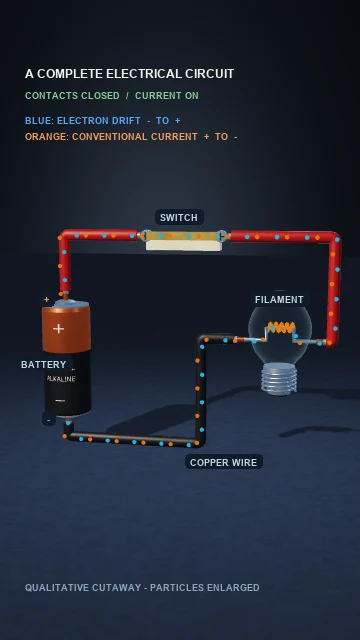 A COMPLETE ELECTRICAL CIRCUIT
CONTACTS CLOSED / CURRENT ON
BLUE: ELECTRON DRIFT - TO +
ORANGE: CONVENTIONAL CURRENT + TO -
SWITCH
FILAMENT
+
+
BATTERY
ALKALINE
-
-
COPPER WIRE
QUALITATIVE CUTAWAY - PARTICLES ENLARGED